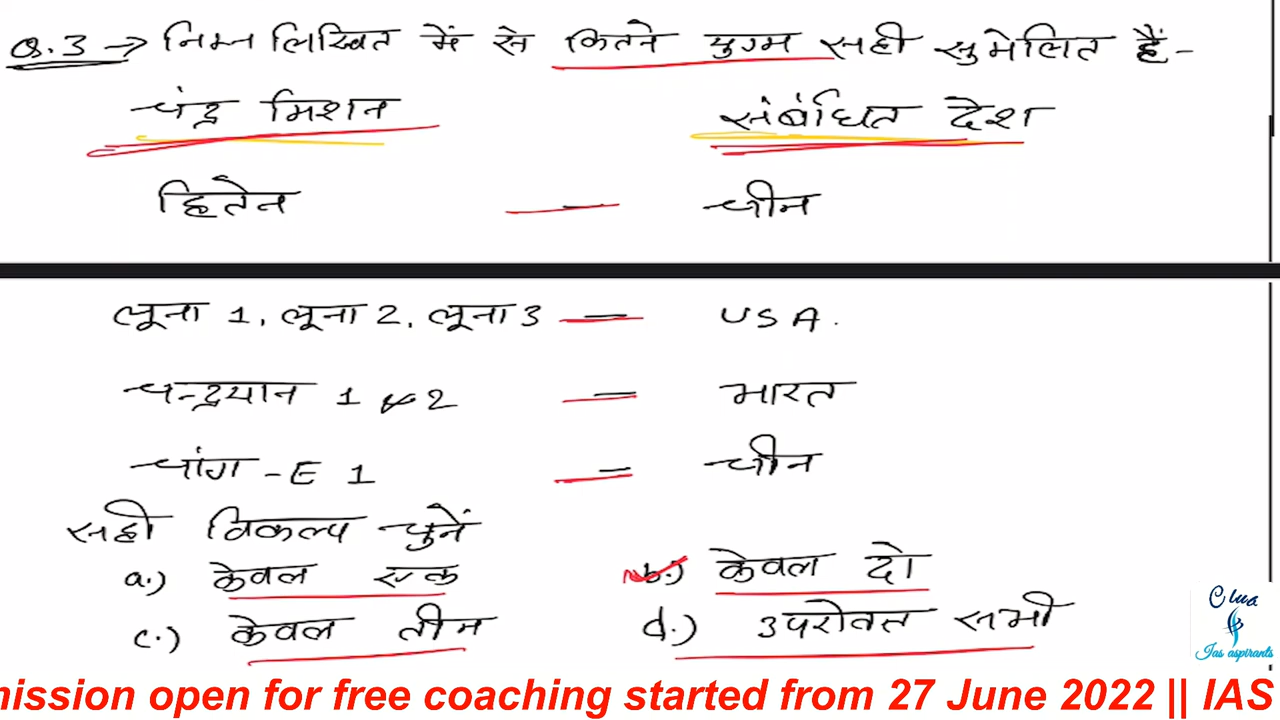 Q.3 → निम्न लिखित में से कितने युग्म सही सुमेलित हैं-
चंद्र मिशन संबंधित देश
हितेन — चीन
लूना 1, लूना 2, लूना 3 — USA.
चन्द्रयान 1 & 2 — भारत
चांग-E 1 — चीन
सही विकल्प चुनें
a.) केवल एक b.) केवल दो
c.) केवल तीन d.) उपरोक्त सभी
Clua
Ias aspirants
mission open for free coaching started from 27 June 2022 || IAS